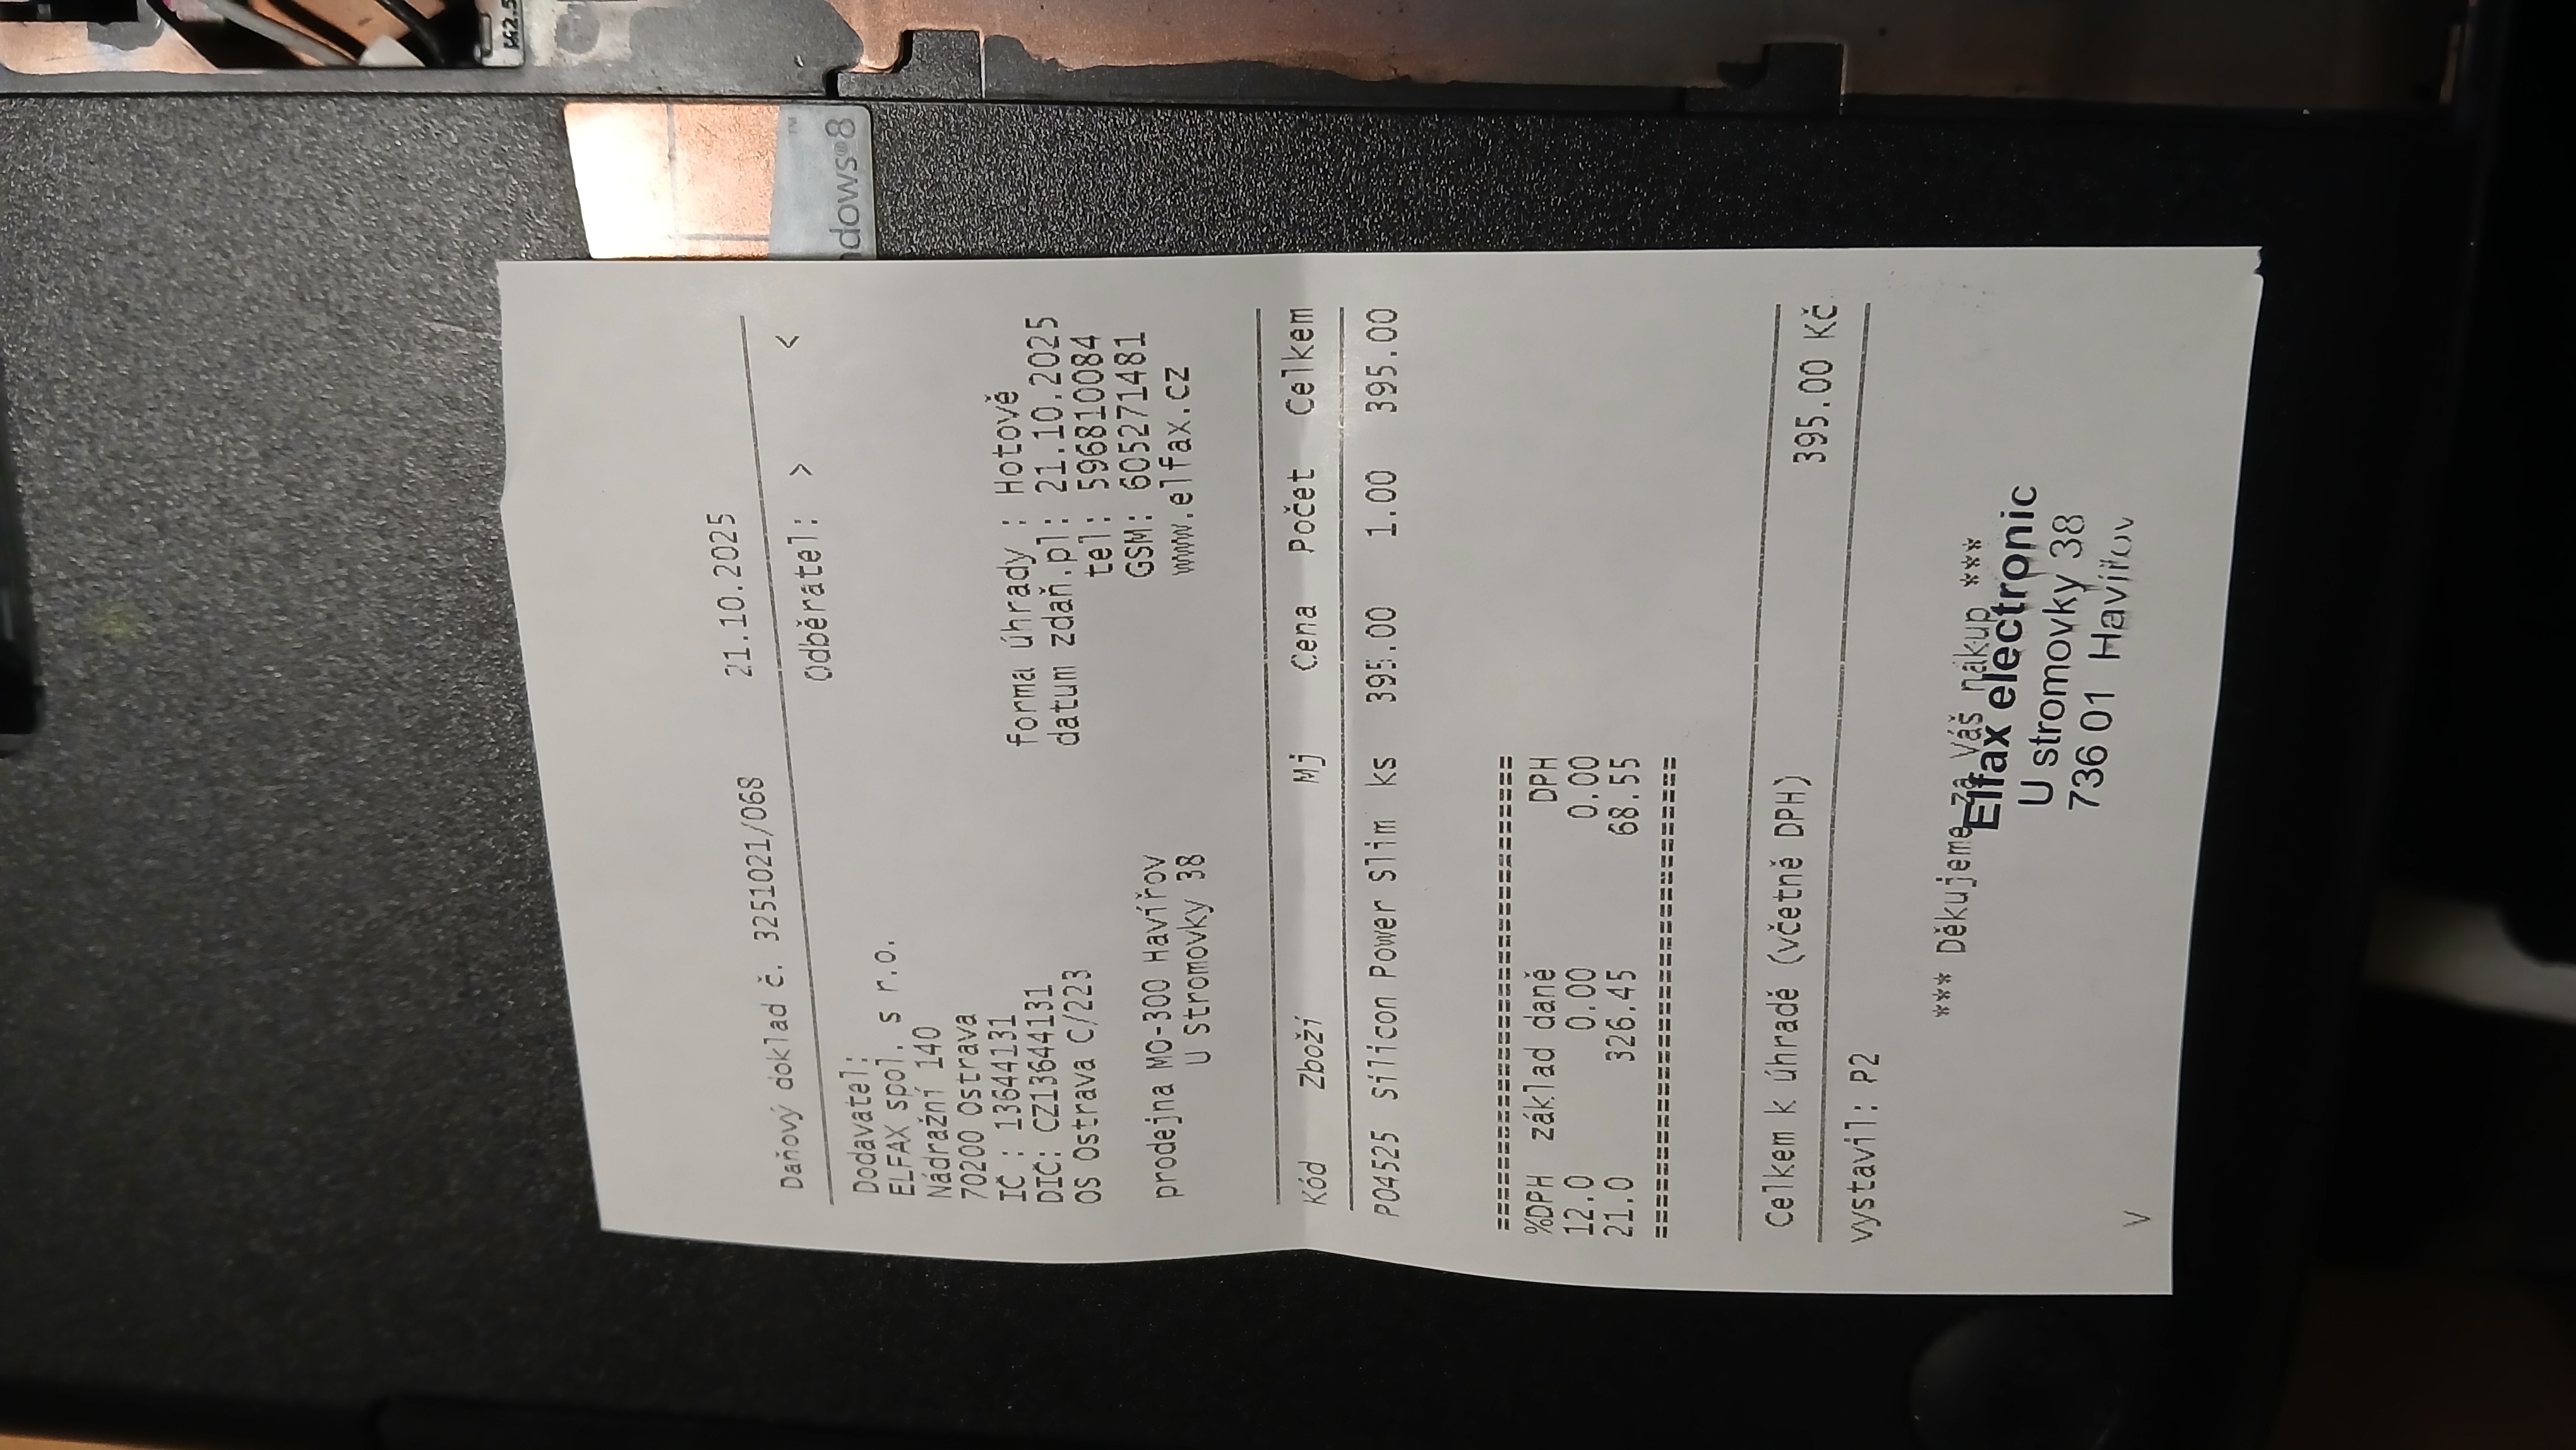 M2.5
ndows®8
™
Daňový doklad č. 3251021/068 21.10.2025
Odběratel: > <
Dodavatel:
ELFAX spol. s r.o.
Nádražní 140
70200 Ostrava
IČ : 13644131
DIČ: CZ13644131
OS Ostrava C/223
forma úhrady : Hotově
datum zdaň.pl: 21.10.2025
tel: 596810084
GSM: 605271481
www.elfax.cz
prodejna MO-300 Havířov
U Stromovky 38
Kód Zboží Mj Cena Počet Celkem
P04525 Silicon Power Slim ks 395.00 1.00 395.00
==========================================
%DPH základ daně DPH
12.0 0.00 0.00
21.0 326.45 68.55
==========================================
Celkem k úhradě (včetně DPH) 395.00 Kč
vystavil: P2
*** Děkujeme za Váš nákup ***
Elfax electronic
U stromovky 38
736 01 Havířov
V